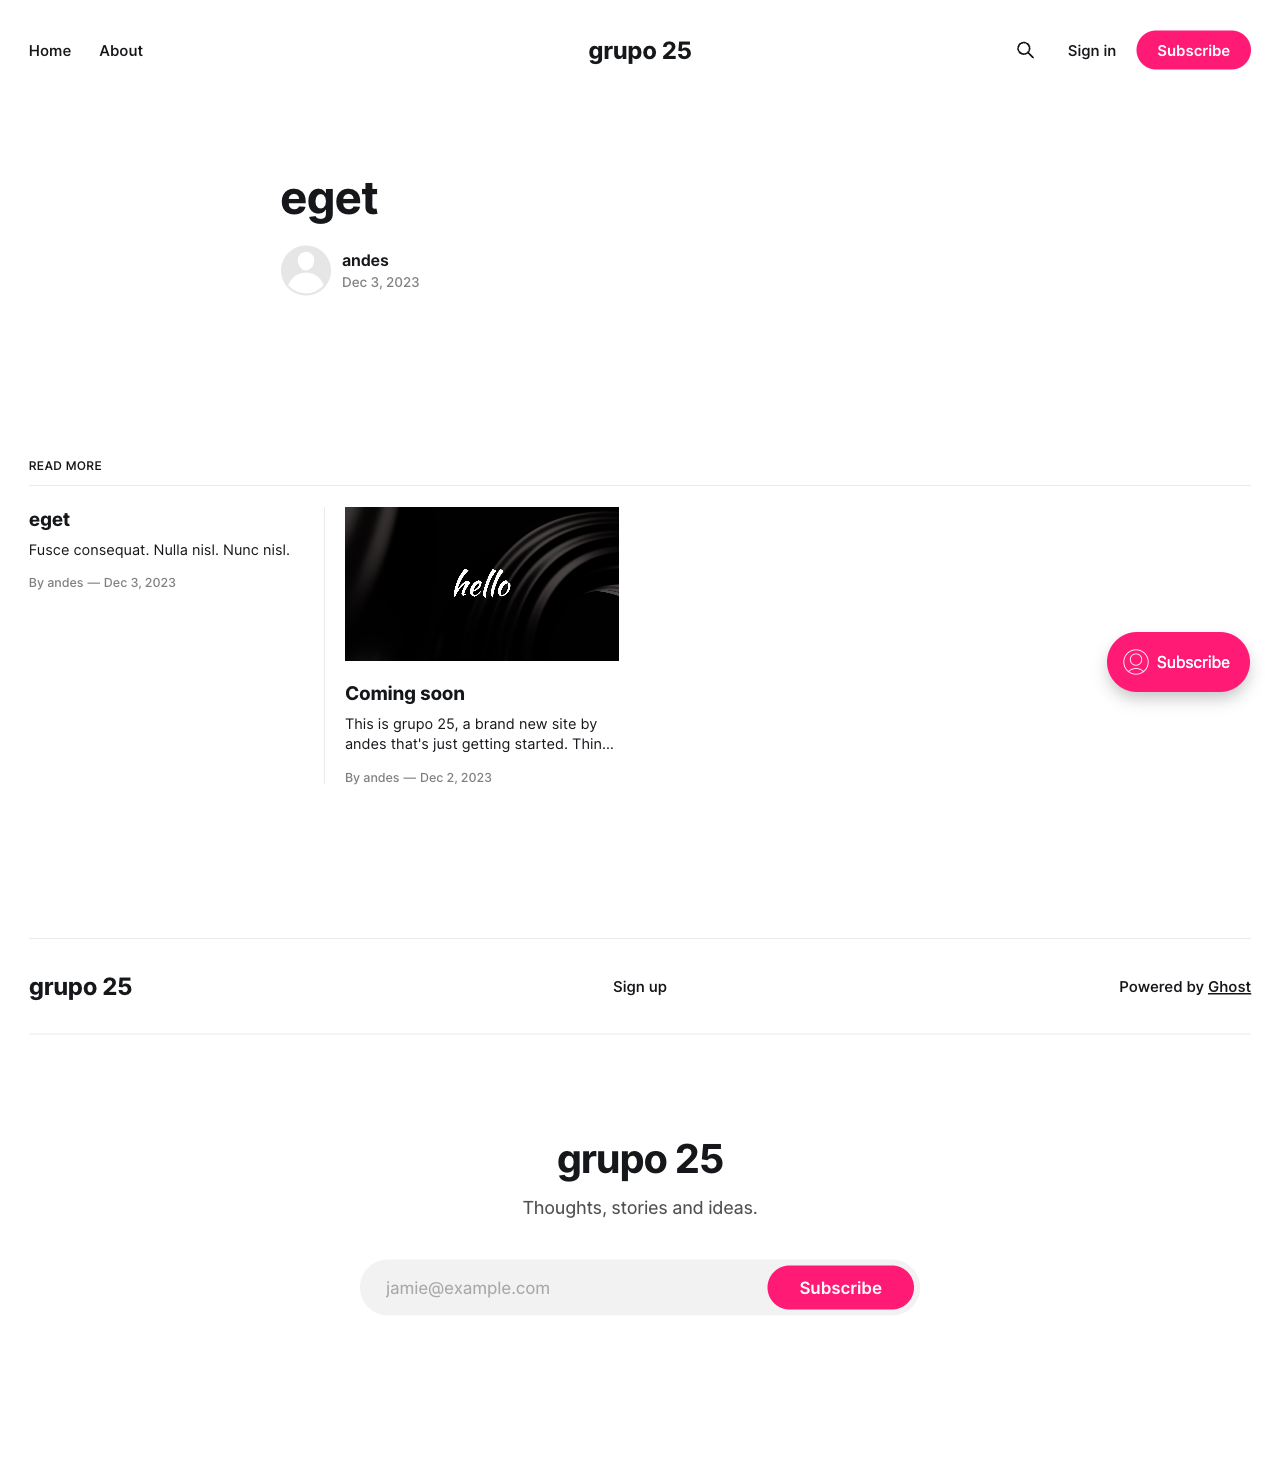 Home About grupo 25 Sign in Subscribe
eget
andes
Dec 3, 2023
READ MORE
eget
Fusce consequat. Nulla nisl. Nunc nisl.
By andes — Dec 3, 2023
hello
Coming soon
This is grupo 25, a brand new site by
andes that's just getting started. Thin...
By andes — Dec 2, 2023
Subscribe
grupo 25 Sign up Powered by Ghost
grupo 25
Thoughts, stories and ideas.
jamie@example.com Subscribe